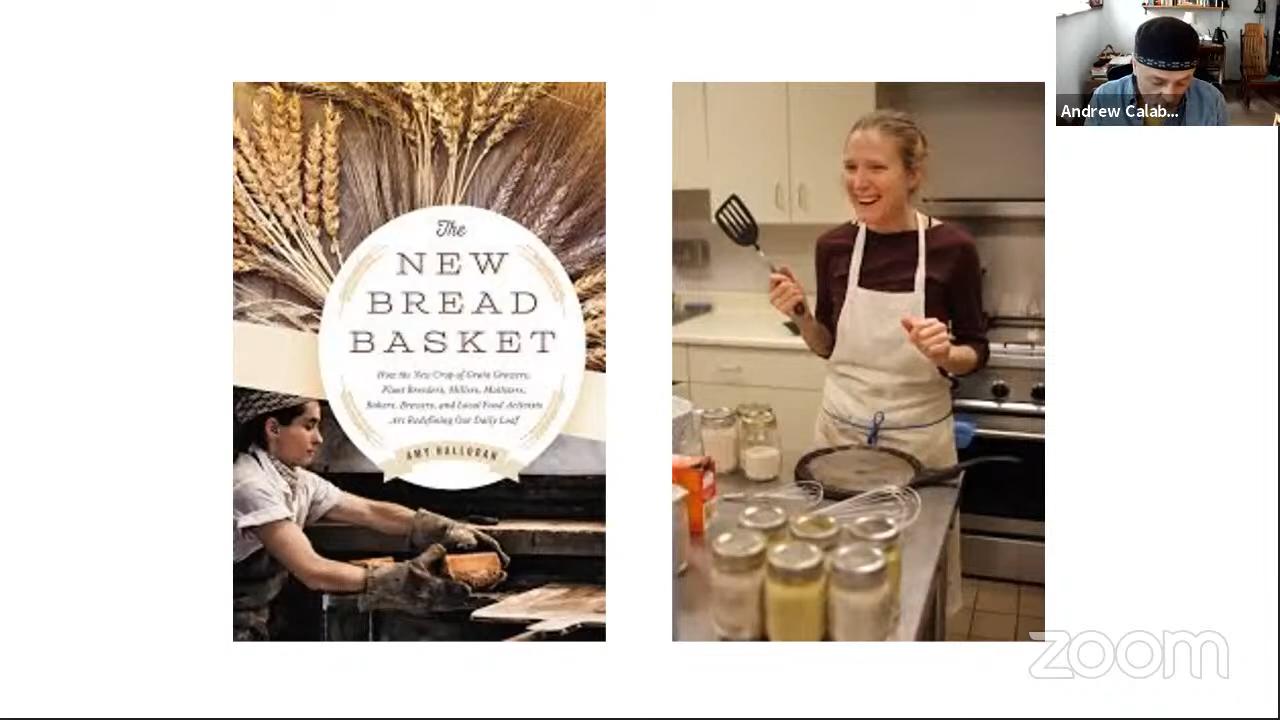 The
NEW
BREAD
BASKET
How the New Crop of Grain Growers,
Plant Breeders, Millers, Maltsters,
Bakers, Brewers, and Local Food Activists
Are Redefining Our Daily Loaf
AMY HALLORAN
Andrew Calab...
zoom